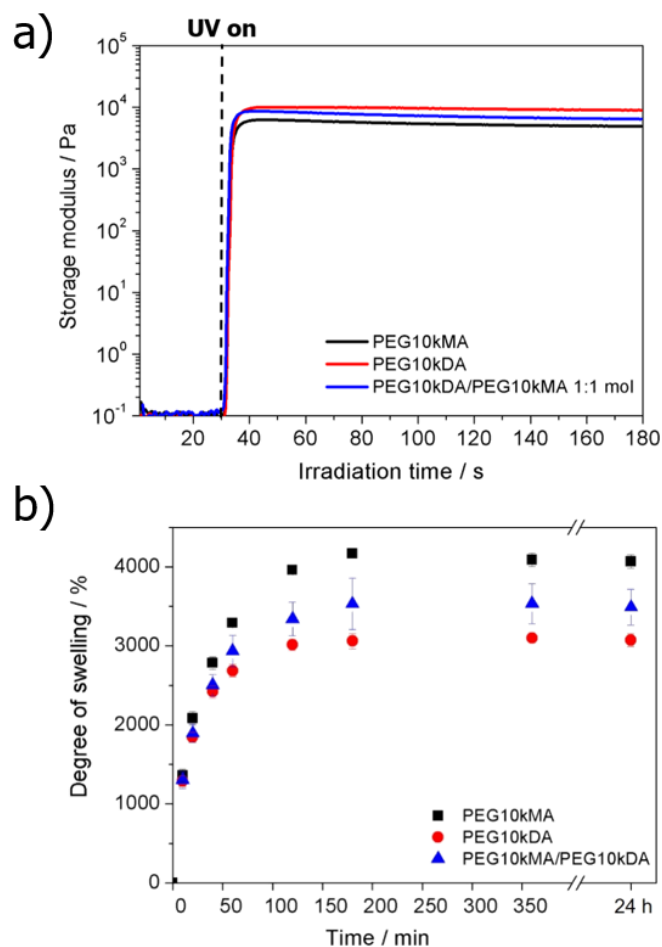 a)
UV on
10^5
10^4
10^3
10^2
10^1
10^0
10^-1
Storage modulus / Pa
PEG10kMA
PEG10kDA
PEG10kDA/PEG10kMA 1:1 mol
20 40 60 80 100 120 140 160 180
Irradiation time / s
b)
4000
3000
2000
1000
0
Degree of swelling / %
PEG10kMA
PEG10kDA
PEG10kMA/PEG10kDA
0 50 100 150 200 250 300 350 24 h
Time / min